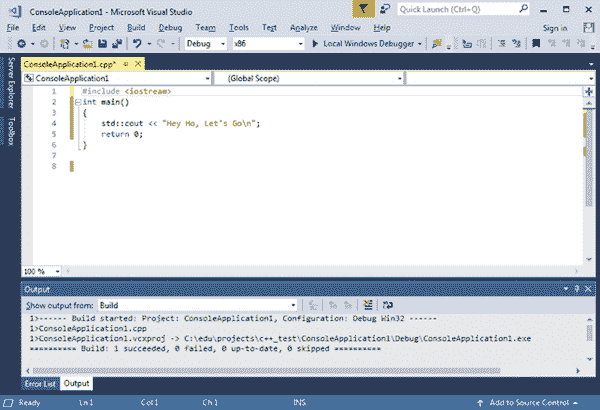 ConsoleApplication1 - Microsoft Visual Studio
Quick Launch (Ctrl+Q)
File Edit View Project Build Debug Team Tools Test Analyze Window Help Sign in
Debug x86 Local Windows Debugger
Server Explorer
Toolbox
ConsoleApplication1.cpp*
ConsoleApplication1 (Global Scope)
1 #include <iostream>
2 int main()
3 {
4 std::cout << "Hey Ho, Let's Go\n";
5 return 0;
6 }
7
8
100 %
Output
Show output from: Build
1>------ Build started: Project: ConsoleApplication1, Configuration: Debug Win32 ------
1>ConsoleApplication1.cpp
1>ConsoleApplication1.vcxproj -> C:\edu\projects\c++_test\ConsoleApplication1\Debug\ConsoleApplication1.exe
========== Build: 1 succeeded, 0 failed, 0 up-to-date, 0 skipped ==========
Error List Output
Ready Ln 1 Col 1 Ch 1 INS Add to Source Control